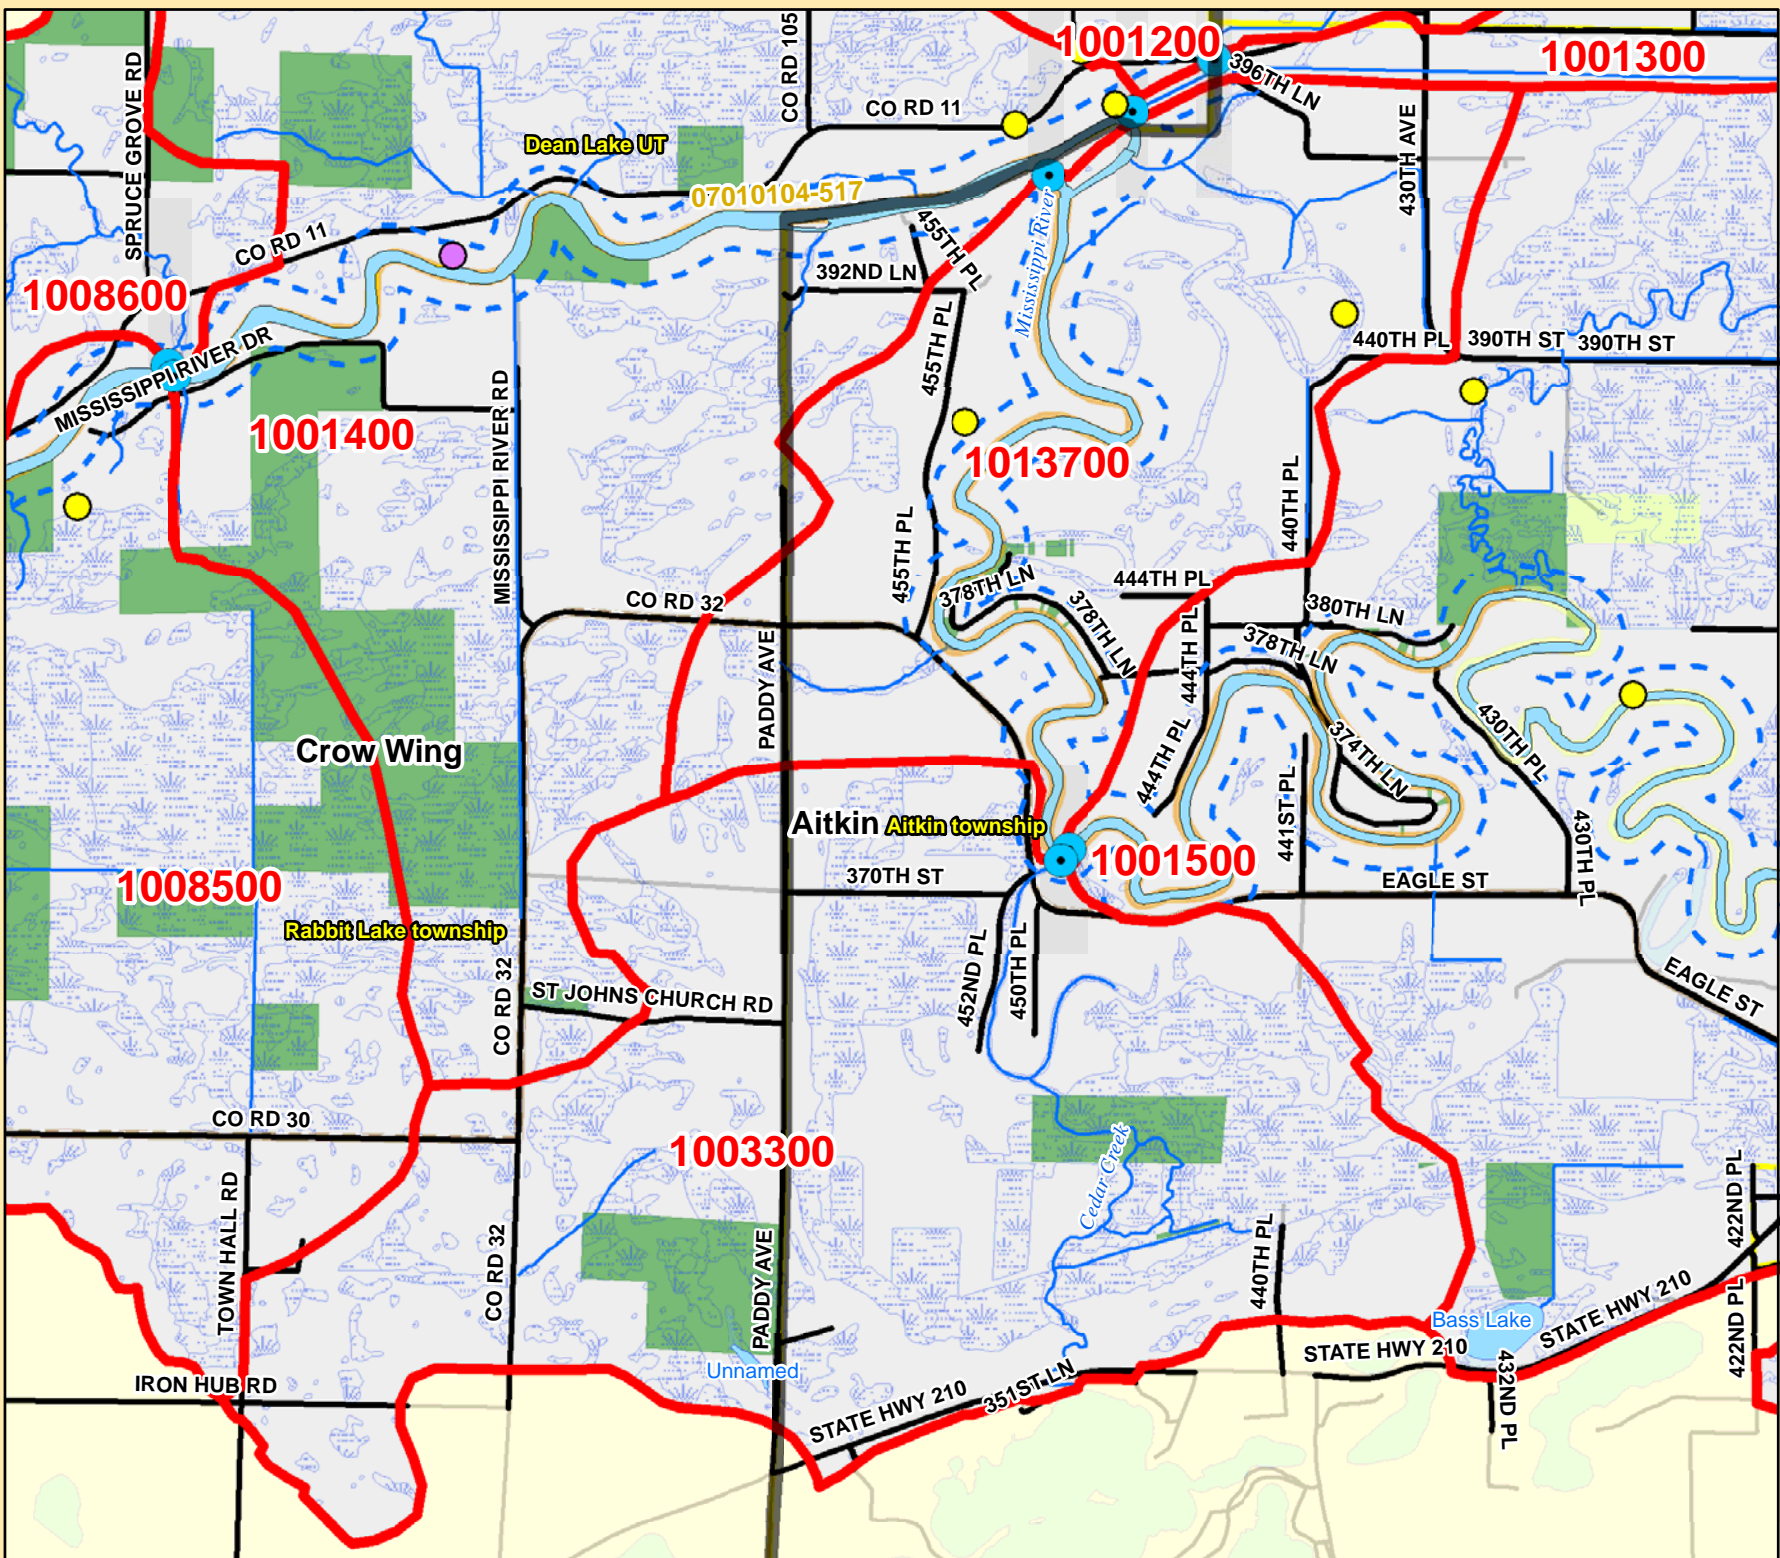 SPRUCE GROVE RD
CO RD 105
1001200
1001300
396TH LN
CO RD 11
Dean Lake UT
430TH AVE
07010104-517
455TH PL
CO RD 11
Mississippi River
392ND LN
1008600
455TH PL
440TH PL
390TH ST
390TH ST
MISSISSIPPI RIVER DR
MISSISSIPPI RIVER RD
1001400
1013700
440TH PL
455TH PL
378TH LN
444TH PL
CO RD 32
378TH LN
380TH LN
444TH PL
378TH LN
PADDY AVE
Crow Wing
444TH PL
374TH LN
430TH PL
441ST PL
Aitkin
Aitkin township
430TH PL
1001500
1008500
370TH ST
EAGLE ST
Rabbit Lake township
452ND PL
450TH PL
CO RD 32
ST JOHNS CHURCH RD
EAGLE ST
CO RD 30
1003300
Cedar Creek
422ND PL
TOWN HALL RD
CO RD 32
PADDY AVE
440TH PL
Bass Lake
STATE HWY 210
422ND PL
STATE HWY 210
Unnamed
IRON HUB RD
351ST LN
432ND PL
STATE HWY 210